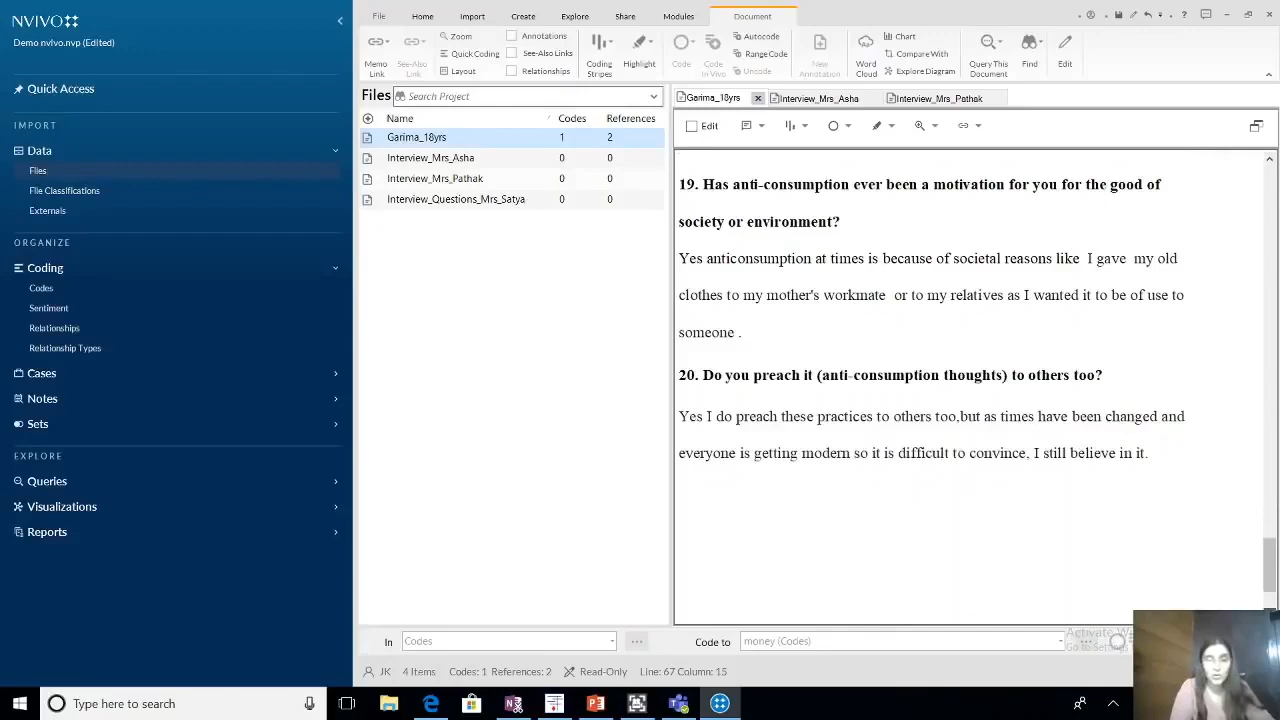 NVIVO
Demo nvivo.nvp (Edited)
Quick Access
IMPORT
Data
Files
File Classifications
Externals
ORGANIZE
Coding
Codes
Sentiment
Relationships
Relationship Types
Cases
Notes
Sets
EXPLORE
Queries
Visualizations
Reports
File Home Import Create Explore Share Modules Document
Memo Link
See-Also Links
Zoom
Quick Coding
Layout
Annotations
See-Also Links
Relationships
Coding Stripes
Highlight
Code
Code In Vivo
Autocode
Range Code
Uncode
New Annotation
Word Cloud
Chart
Compare With
Explore Diagram
Query This Document
Find
Edit
Files Search Project
Name Codes References
Garima_18yrs 1 2
Interview_Mrs_Asha 0 0
Interview_Mrs_Pathak 0 0
Interview_Questions_Mrs_Satya 0 0
Garima_18yrs Interview_Mrs_Asha Interview_Mrs_Pathak
Edit
19. Has anti-consumption ever been a motivation for you for the good of
society or environment?
Yes anticonsumption at times is because of societal reasons like I gave my old
clothes to my mother's workmate or to my relatives as I wanted it to be of use to
someone .
20. Do you preach it (anti-consumption thoughts) to others too?
Yes I do preach these practices to others too,but as times have been changed and
everyone is getting modern so it is difficult to convince, I still believe in it.
In Codes Code to money (Codes)
Activate
Go to Settings
JK 4 Items Codes: 1 References: 2 Read-Only Line: 67 Column: 15
Type here to search